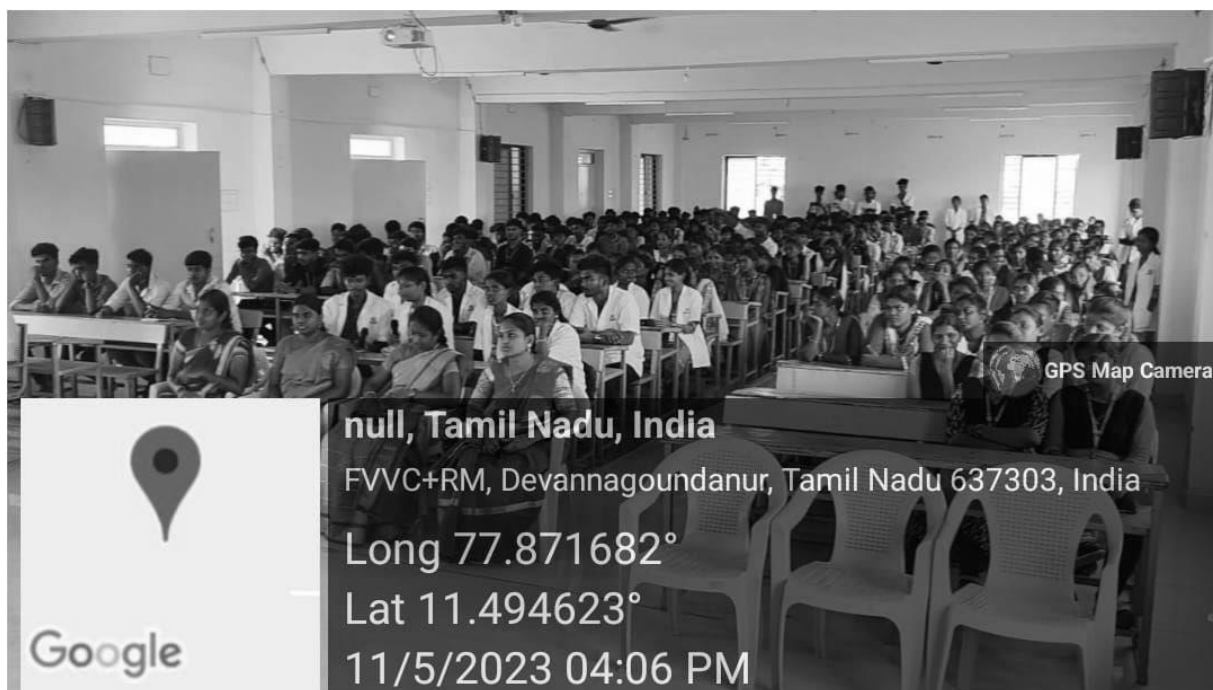 GPS Map Camera
null, Tamil Nadu, India
FVVC+RM, Devannagoundanur, Tamil Nadu 637303, India
Long 77.871682°
Lat 11.494623°
11/5/2023 04:06 PM
Google